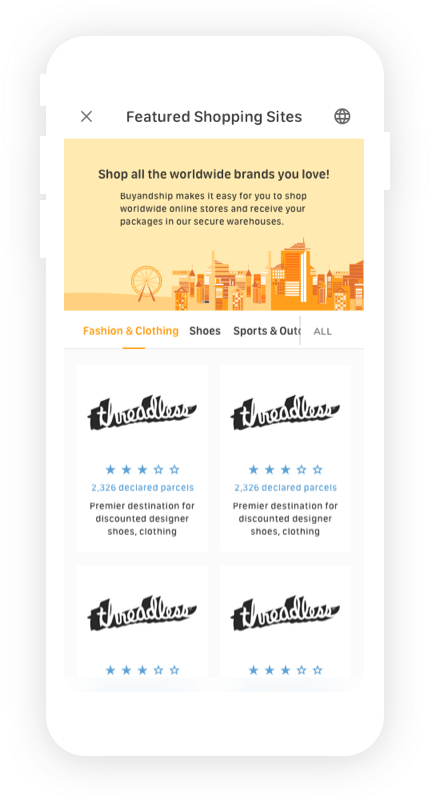 Featured Shopping Sites
Shop all the worldwide brands you love!
Buyandship makes it easy for you to shop
worldwide online stores and receive your
packages in our secure warehouses.
Fashion & Clothing Shoes Sports & Outd ALL
threadless threadless
2,326 declared parcels 2,326 declared parcels
Premier destination for Premier destination for
discounted designer discounted designer
shoes, clothing shoes, clothing
threadless threadless